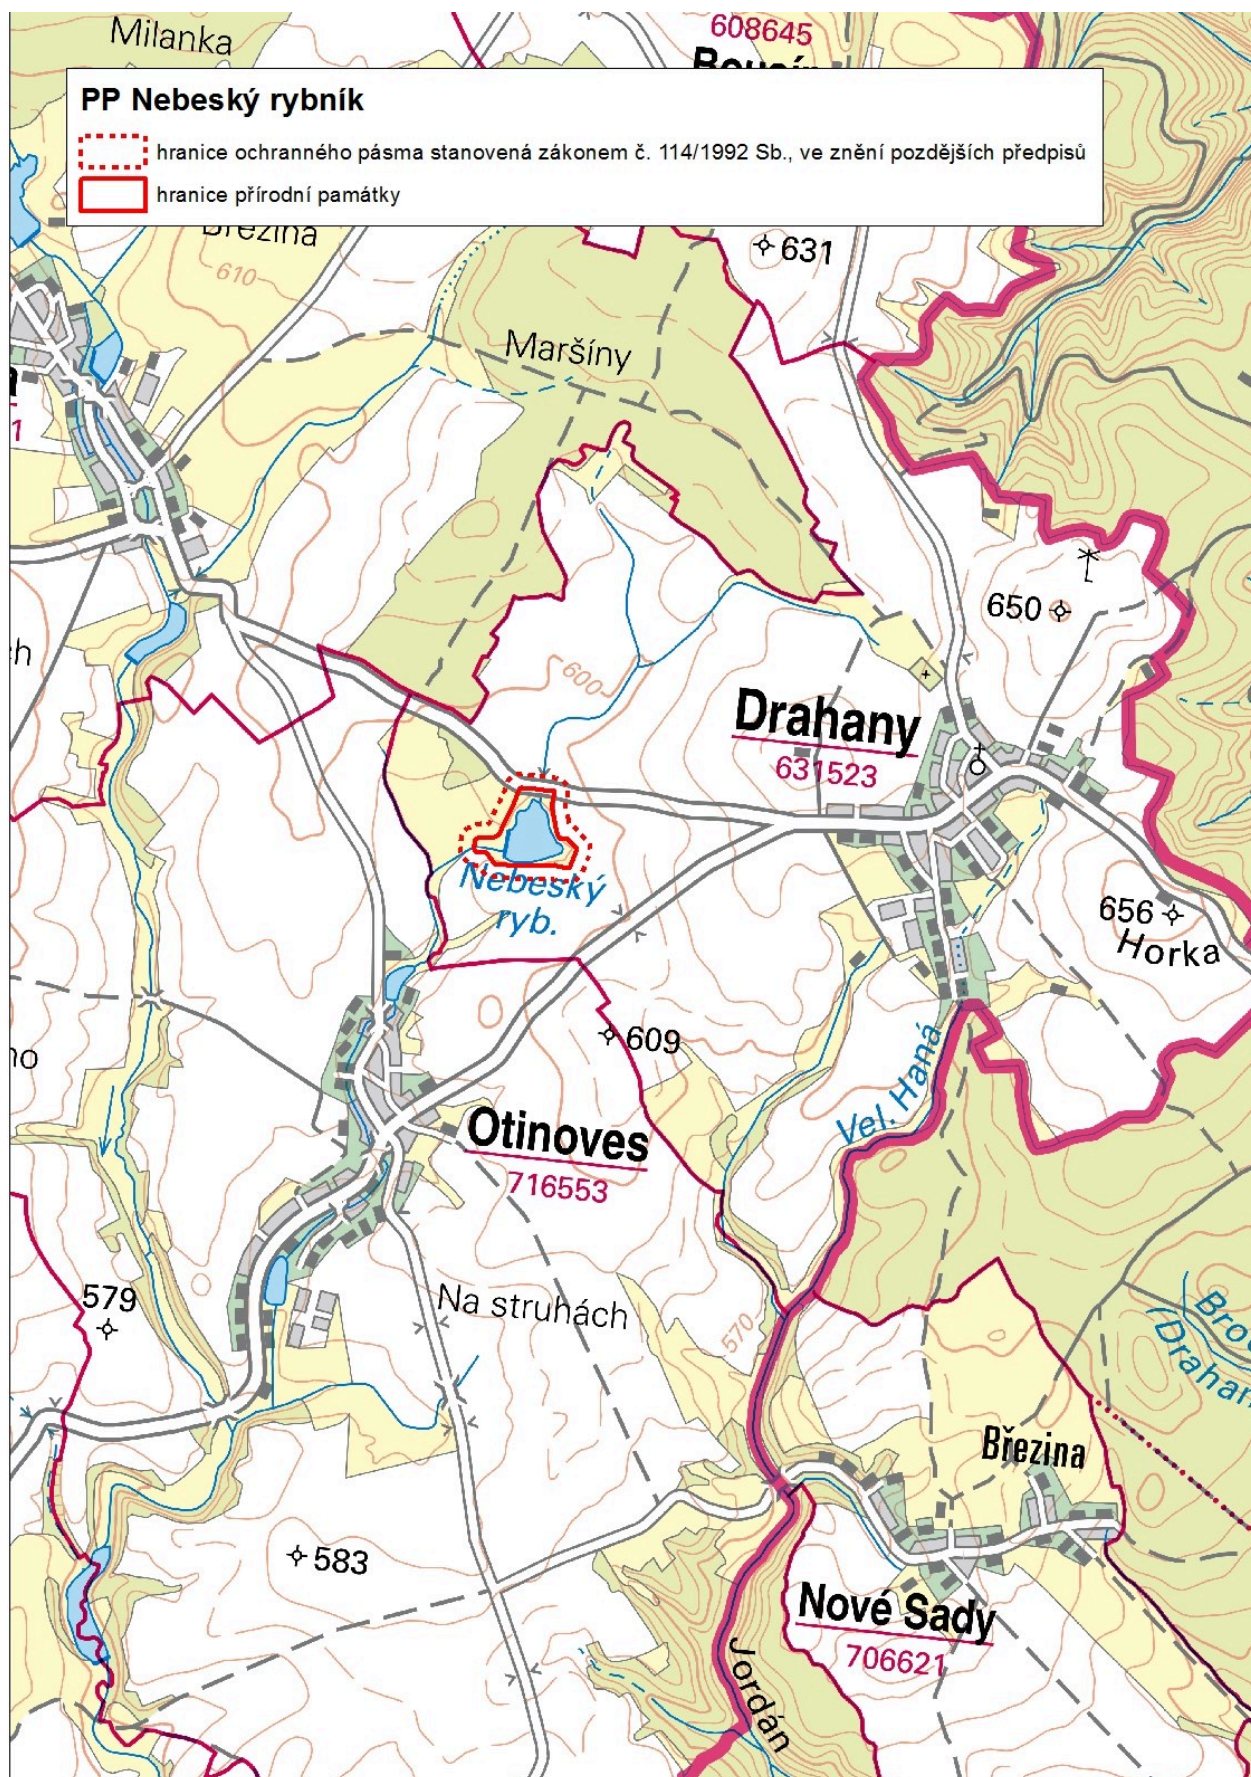 Milanka
608645
PP Nebeský rybník
hranice ochranného pásma stanovená zákonem č. 114/1992 Sb., ve znění pozdějších předpisů
hranice přírodní památky
Březina
631
610
Maršíny
1
650
h
600
Drahany
631523
Nebeský
ryb.
656
Horka
609
Vel. Haná
Otinoves
716553
579
Na struhách
570
Březina
583
Nové Sady
706621
Jordán